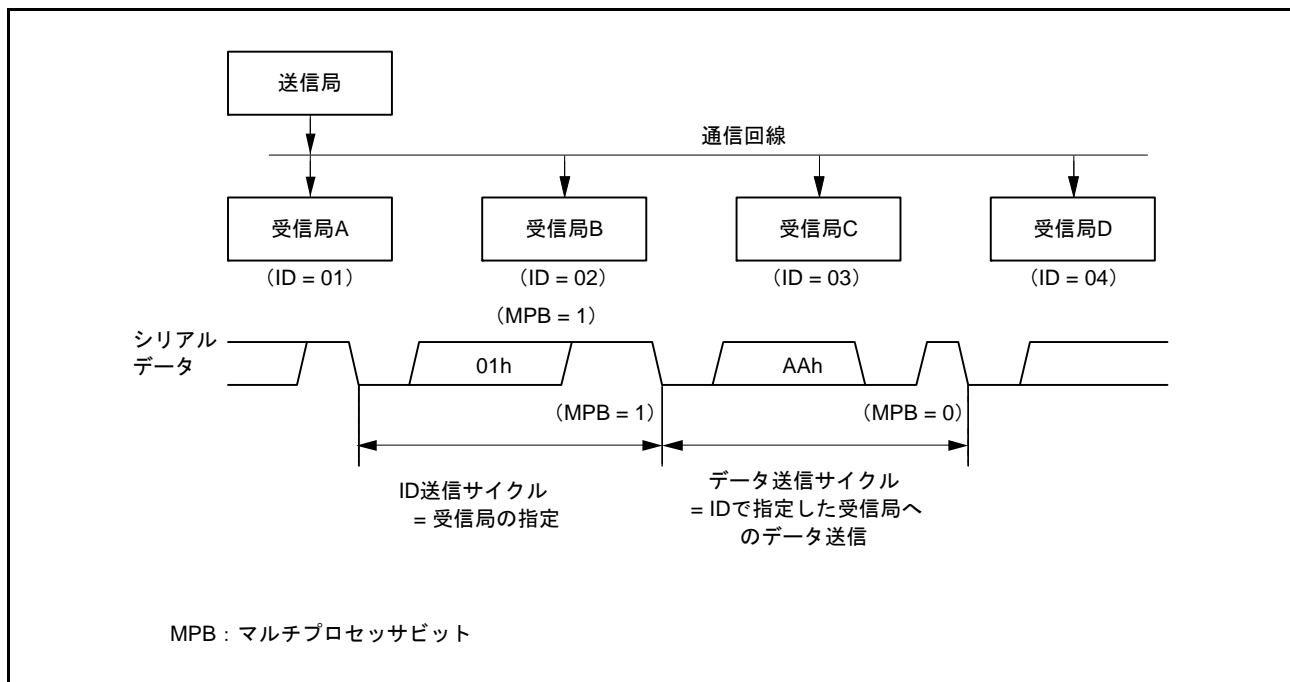 送信局
通信回線
受信局A
受信局B
受信局C
受信局D
（ID = 01）
（ID = 02）
（ID = 03）
（ID = 04）
（MPB = 1）
シリアル
データ
01h
AAh
（MPB = 1）
（MPB = 0）
ID送信サイクル
= 受信局の指定
データ送信サイクル
= IDで指定した受信局へ
のデータ送信
MPB：マルチプロセッサビット